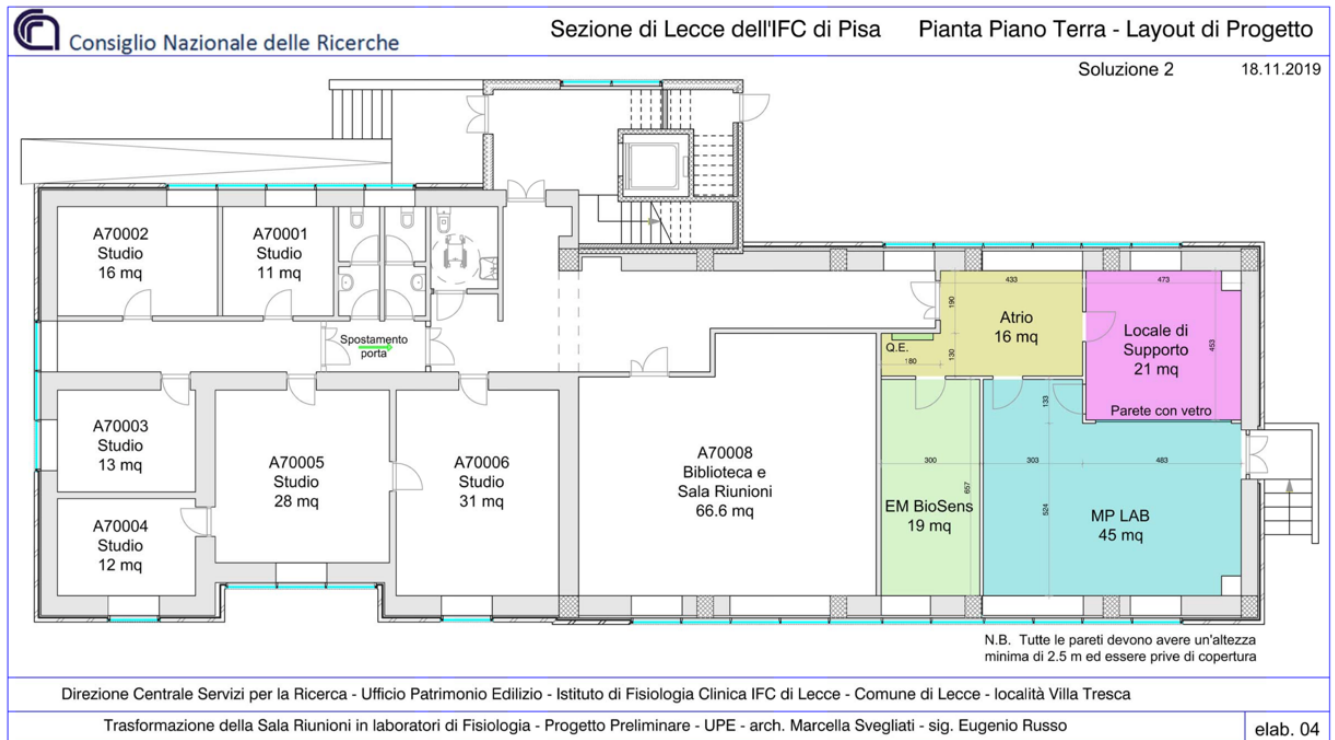 Consiglio Nazionale delle Ricerche
Sezione di Lecce dell'IFC di Pisa
Pianta Piano Terra - Layout di Progetto
Soluzione 2
18.11.2019
A70002
Studio
16 mq
A70001
Studio
11 mq
Spostamento
porta
433
473
190
Atrio
16 mq
Locale di
Supporto
21 mq
453
Q.E.
130
180
Parete con vetro
133
A70003
Studio
13 mq
A70005
Studio
28 mq
A70006
Studio
31 mq
A70008
Biblioteca e
Sala Riunioni
66.6 mq
300
303
483
657
524
EM BioSens
19 mq
MP LAB
45 mq
A70004
Studio
12 mq
N.B. Tutte le pareti devono avere un'altezza
minima di 2.5 m ed essere prive di copertura
Direzione Centrale Servizi per la Ricerca - Ufficio Patrimonio Edilizio - Istituto di Fisiologia Clinica IFC di Lecce - Comune di Lecce - località Villa Tresca
Trasformazione della Sala Riunioni in laboratori di Fisiologia - Progetto Preliminare - UPE - arch. Marcella Svegliati - sig. Eugenio Russo
elab. 04